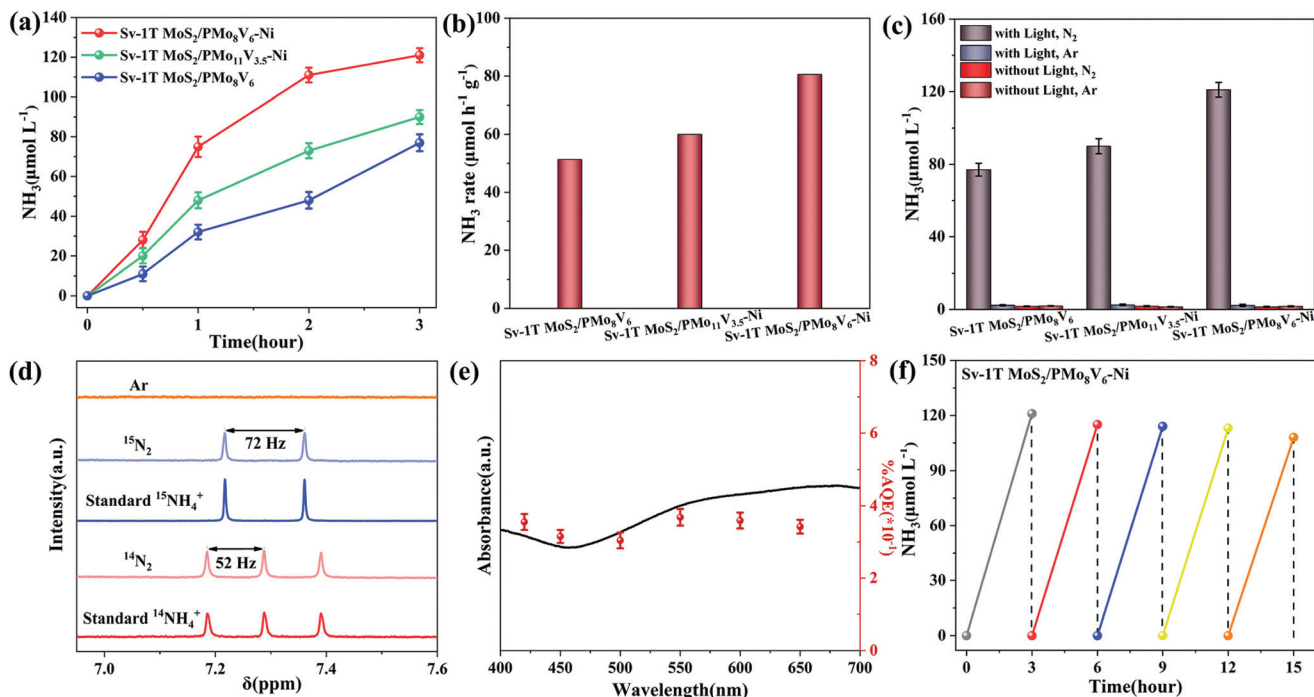 (a)
Sv-1T MoS₂/PMo₈V₆-Ni
Sv-1T MoS₂/PMo₁₁V₃.₅-Ni
Sv-1T MoS₂/PMo₈V₆
NH₃(μmol L⁻¹)
140
120
100
80
60
40
20
0
0 1 2 3
Time(hour)
(b)
NH₃ rate (μmol h⁻¹ g⁻¹)
100
80
60
40
20
0
Sv-1T MoS₂/PMo₈V₆
Sv-1T MoS₂/PMo₁₁V₃.₅-Ni
Sv-1T MoS₂/PMo₈V₆-Ni
(c)
with Light, N₂
with Light, Ar
without Light, N₂
without Light, Ar
NH₃(μmol L⁻¹)
160
120
80
40
0
Sv-1T MoS₂/PMo₈V₆
Sv-1T MoS₂/PMo₁₁V₃.₅-Ni
Sv-1T MoS₂/PMo₈V₆-Ni
(d)
Ar
¹⁵N₂
72 Hz
Standard ¹⁵NH₄⁺
¹⁴N₂
52 Hz
Standard ¹⁴NH₄⁺
Intensity(a.u.)
7.0 7.2 7.4 7.6
δ(ppm)
(e)
Absorbance(a.u.)
8
6
4
2
0
%AQE(*10⁻¹)
400 450 500 550 600 700
Wavelength(nm)
(f)
Sv-1T MoS₂/PMo₈V₆-Ni
NH₃(μmol L⁻¹)
150
120
90
60
30
0
0 3 6 9 12 15
Time(hour)